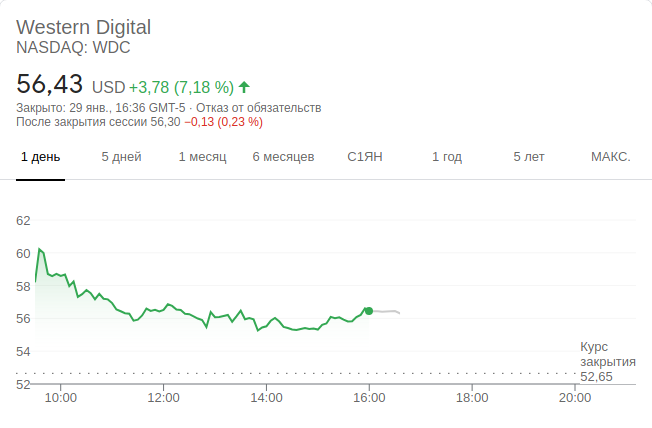 Western Digital
NASDAQ: WDC
56,43 USD +3,78 (7,18 %)
Закрыто: 29 янв., 16:36 GMT-5 · Отказ от обязательств
После закрытия сессии 56,30 −0,13 (0,23 %)
1 день 5 дней 1 месяц 6 месяцев С1ЯН 1 год 5 лет МАКС.
62
60
58
56
54
Курс
закрытия
52,65
52
10:00 12:00 14:00 16:00 18:00 20:00